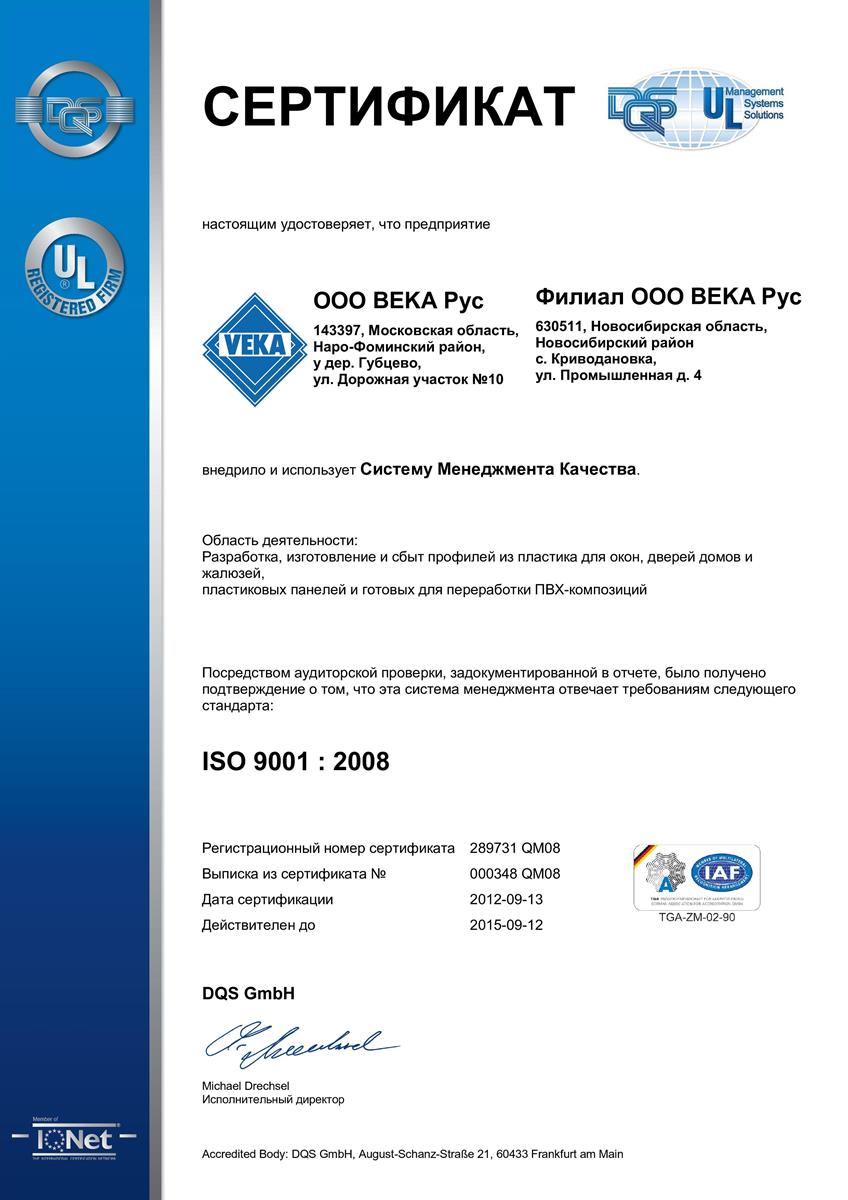 DQS
СЕРТИФИКАТ
DQS UL Management
Systems
Solutions
настоящим удостоверяет, что предприятие
UL
®
REGISTERED FIRM
VEKA
ООО ВЕКА Рус
143397, Московская область,
Наро-Фоминский район,
у дер. Губцево,
ул. Дорожная участок №10
Филиал ООО ВЕКА Рус
630511, Новосибирская область,
Новосибирский район
с. Криводановка,
ул. Промышленная д. 4
внедрило и использует Систему Менеджмента Качества.
Область деятельности:
Разработка, изготовление и сбыт профилей из пластика для окон, дверей домов и
жалюзей,
пластиковых панелей и готовых для переработки ПВХ-композиций
Посредством аудиторской проверки, задокументированной в отчете, было получено
подтверждение о том, что эта система менеджмента отвечает требованиям следующего
стандарта:
ISO 9001 : 2008
Регистрационный номер сертификата 289731 QM08
Выписка из сертификата № 000348 QM08
Дата сертификации 2012-09-13
Действителен до 2015-09-12
IAF
TGA-ZM-02-90
DQS GmbH
Michael Drechsel
Исполнительный директор
Member of
IQNet
THE INTERNATIONAL CERTIFICATION NETWORK
Accredited Body: DQS GmbH, August-Schanz-Straße 21, 60433 Frankfurt am Main